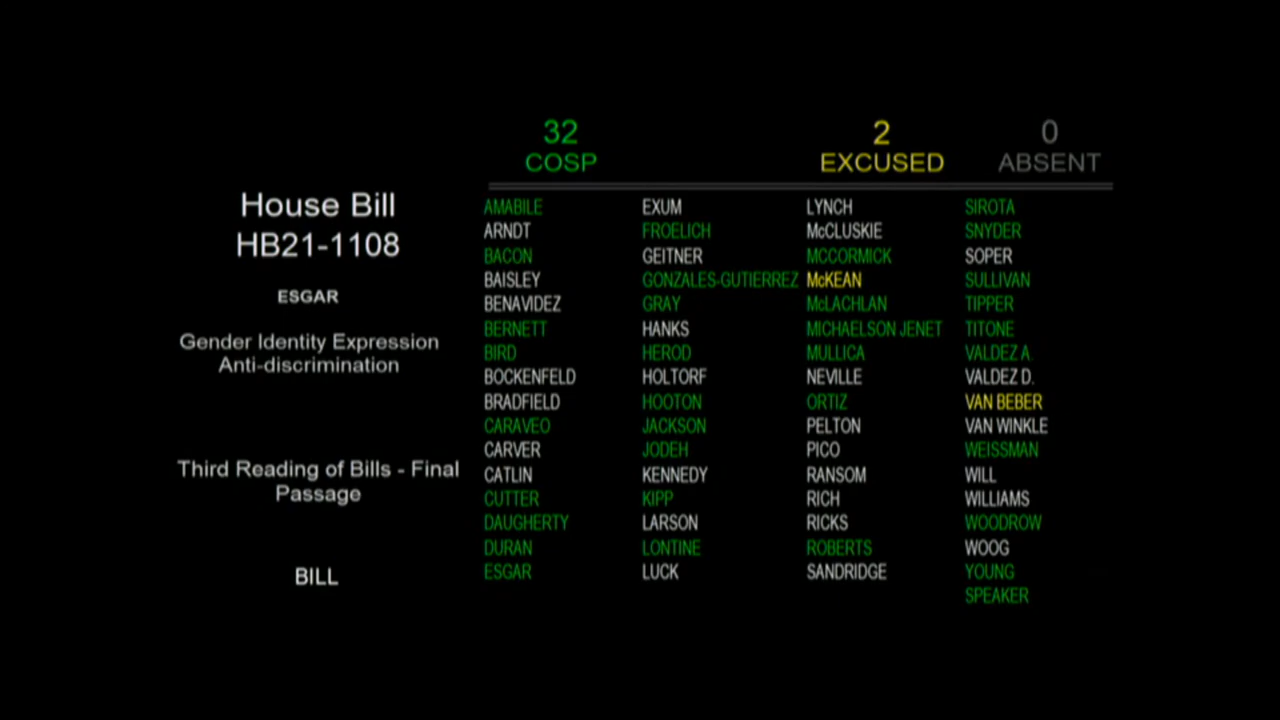 32
COSP
2
EXCUSED
0
ABSENT
House Bill
HB21-1108
ESGAR
Gender Identity Expression
Anti-discrimination
Third Reading of Bills - Final
Passage
BILL
AMABILE
ARNDT
BACON
BAISLEY
BENAVIDEZ
BERNETT
BIRD
BOCKENFELD
BRADFIELD
CARAVEO
CARVER
CATLIN
CUTTER
DAUGHERTY
DURAN
ESGAR
EXUM
FROELICH
GEITNER
GONZALES-GUTIERREZ
GRAY
HANKS
HEROD
HOLTORF
HOOTON
JACKSON
JODEH
KENNEDY
KIPP
LARSON
LONTINE
LUCK
LYNCH
McCLUSKIE
MCCORMICK
McKEAN
McLACHLAN
MICHAELSON JENET
MULLICA
NEVILLE
ORTIZ
PELTON
PICO
RANSOM
RICH
RICKS
ROBERTS
SANDRIDGE
SIROTA
SNYDER
SOPER
SULLIVAN
TIPPER
TITONE
VALDEZ A.
VALDEZ D.
VAN BEBER
VAN WINKLE
WEISSMAN
WILL
WILLIAMS
WOODROW
WOOG
YOUNG
SPEAKER